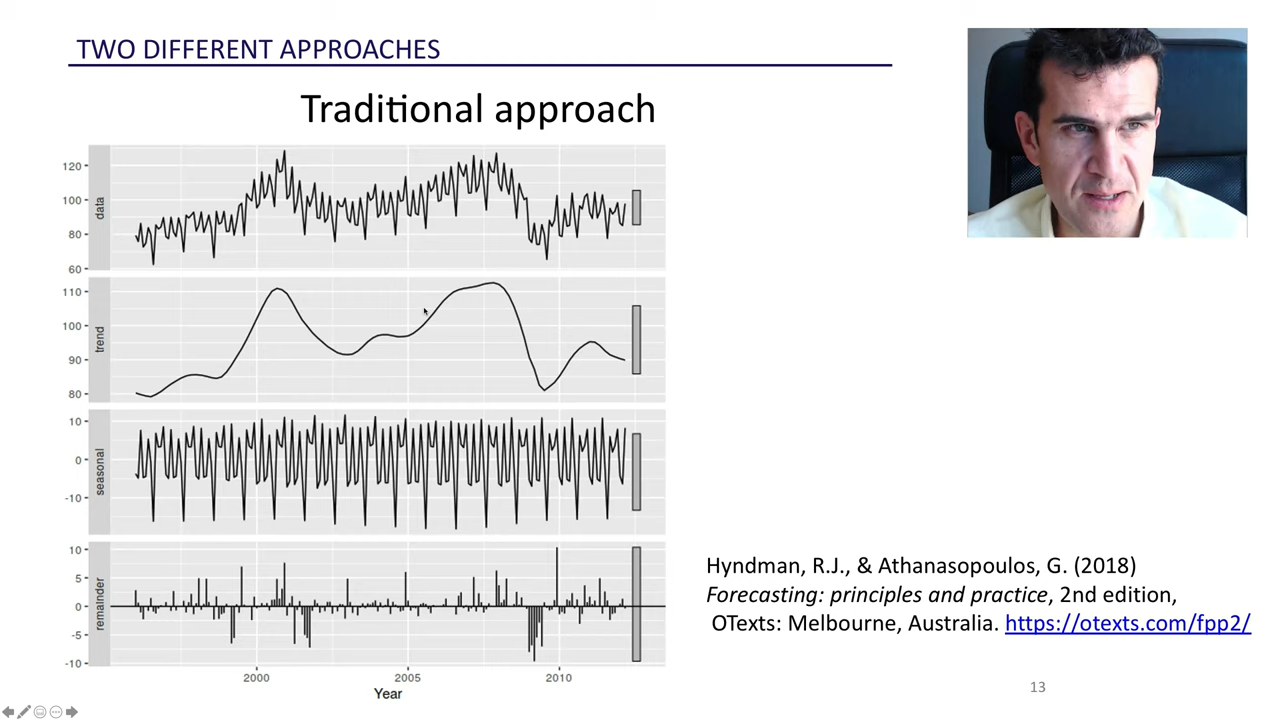 TWO DIFFERENT APPROACHES
Traditional approach
120
100
80
60
data
110
100
90
80
trend
10
0
-10
seasonal
10
5
0
-5
-10
remainder
2000 2005 2010
Year
Hyndman, R.J., & Athanasopoulos, G. (2018)
Forecasting: principles and practice, 2nd edition,
OTexts: Melbourne, Australia. https://otexts.com/fpp2/
13